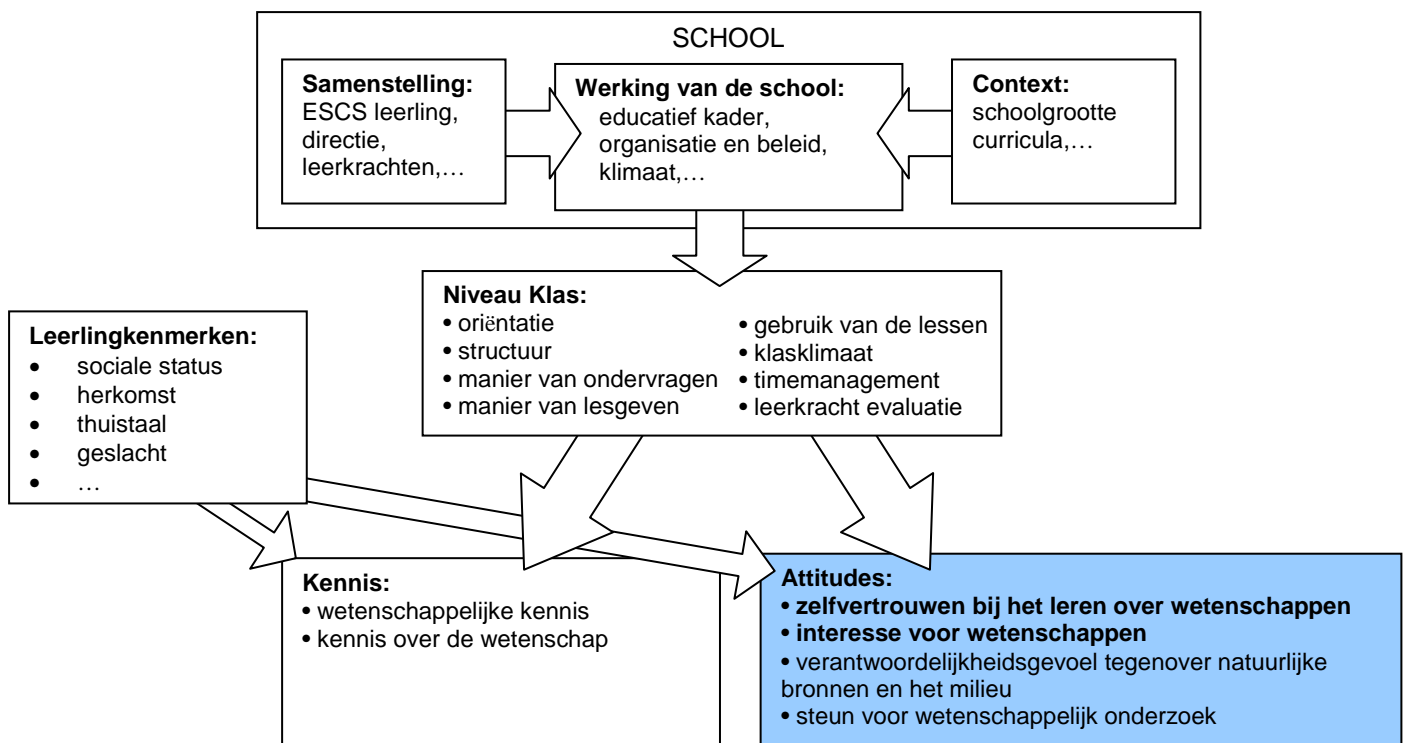 SCHOOL
Samenstelling:
ESCS leerling,
directie,
leerkrachten,…
Werking van de school:
educatief kader,
organisatie en beleid,
klimaat,…
Context:
schoolgrootte
curricula,…
Niveau Klas:
• oriëntatie
• structuur
• manier van ondervragen
• manier van lesgeven
• gebruik van de lessen
• klasklimaat
• timemanagement
• leerkracht evaluatie
Leerlingkenmerken:
• sociale status
• herkomst
• thuistaal
• geslacht
• …
Kennis:
• wetenschappelijke kennis
• kennis over de wetenschap
Attitudes:
• zelfvertrouwen bij het leren over wetenschappen
• interesse voor wetenschappen
• verantwoordelijkheidsgevoel tegenover natuurlijke
bronnen en het milieu
• steun voor wetenschappelijk onderzoek